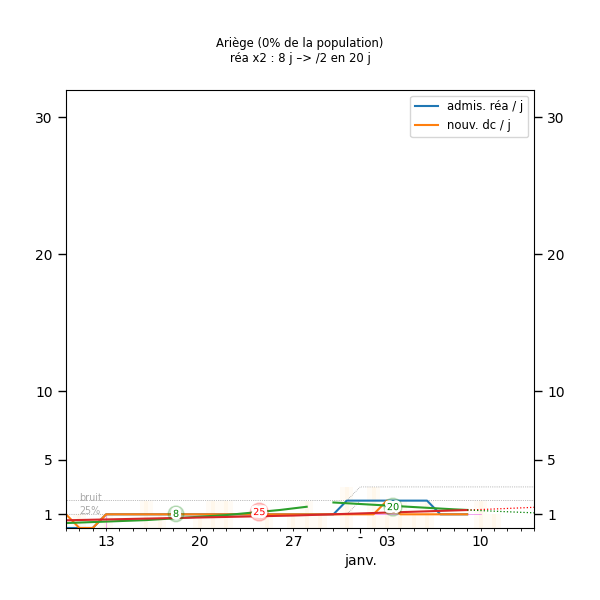 Ariège (0% de la population)
réa x2 : 8 j –> /2 en 20 j
admis. réa / j
nouv. dc / j
30 30
20 20
10 10
5 5
1 1
bruit
25%
8 25 20
13 20 27 - 03 10
janv.